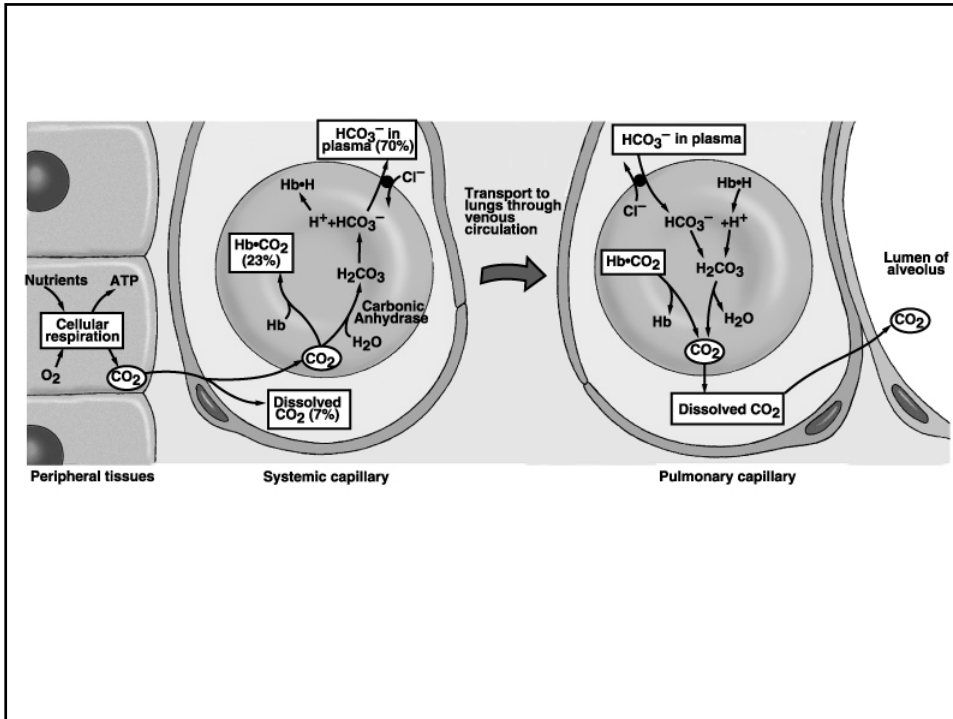 Nutrients
ATP
Cellular
respiration
O₂
CO₂
Peripheral tissues
HCO₃⁻ in
plasma (70%)
Cl⁻
Hb•H
H⁺+HCO₃⁻
Hb•CO₂
(23%)
H₂CO₃
Hb
Carbonic
Anhydrase
H₂O
CO₂
Dissolved
CO₂ (7%)
Systemic capillary
Transport to
lungs through
venous
circulation
HCO₃⁻ in plasma
Cl⁻
Hb•H
HCO₃⁻ +H⁺
Hb•CO₂
H₂CO₃
Hb
H₂O
CO₂
Dissolved CO₂
Pulmonary capillary
Lumen of
alveolus
CO₂